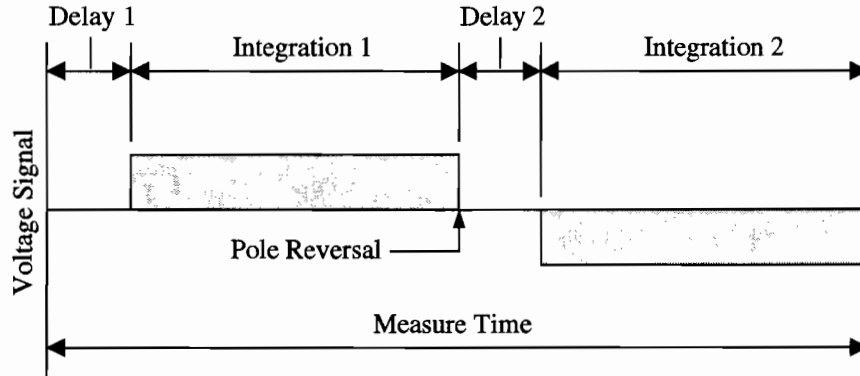 Delay 1
Delay 2
Integration 1
Integration 2
Voltage Signal
Pole Reversal
Measure Time